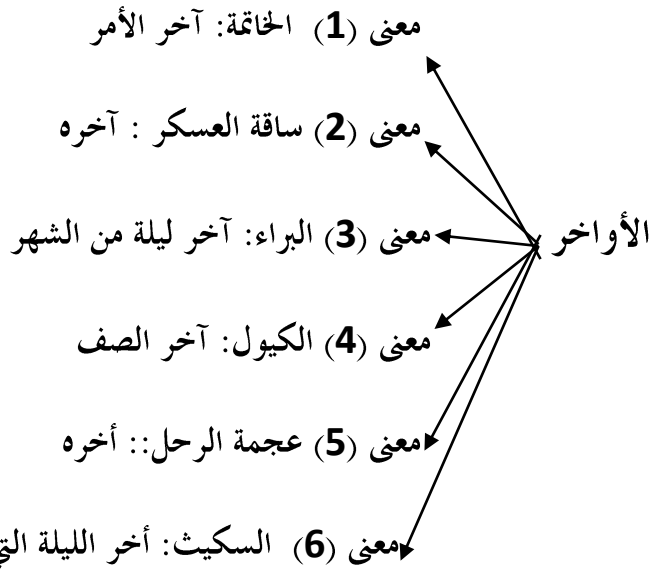 معنى (1) الخاتمة: آخر الأمر
معنى (2) ساقة العسكر : آخره
الأواخر
معنى (3) البراء: آخر ليلة من الشهر
معنى (4) الكيول: آخر الصف
معنى (5) عجمة الرحل:: أخره
معنى (6) السكيث: أخر الليلة التي